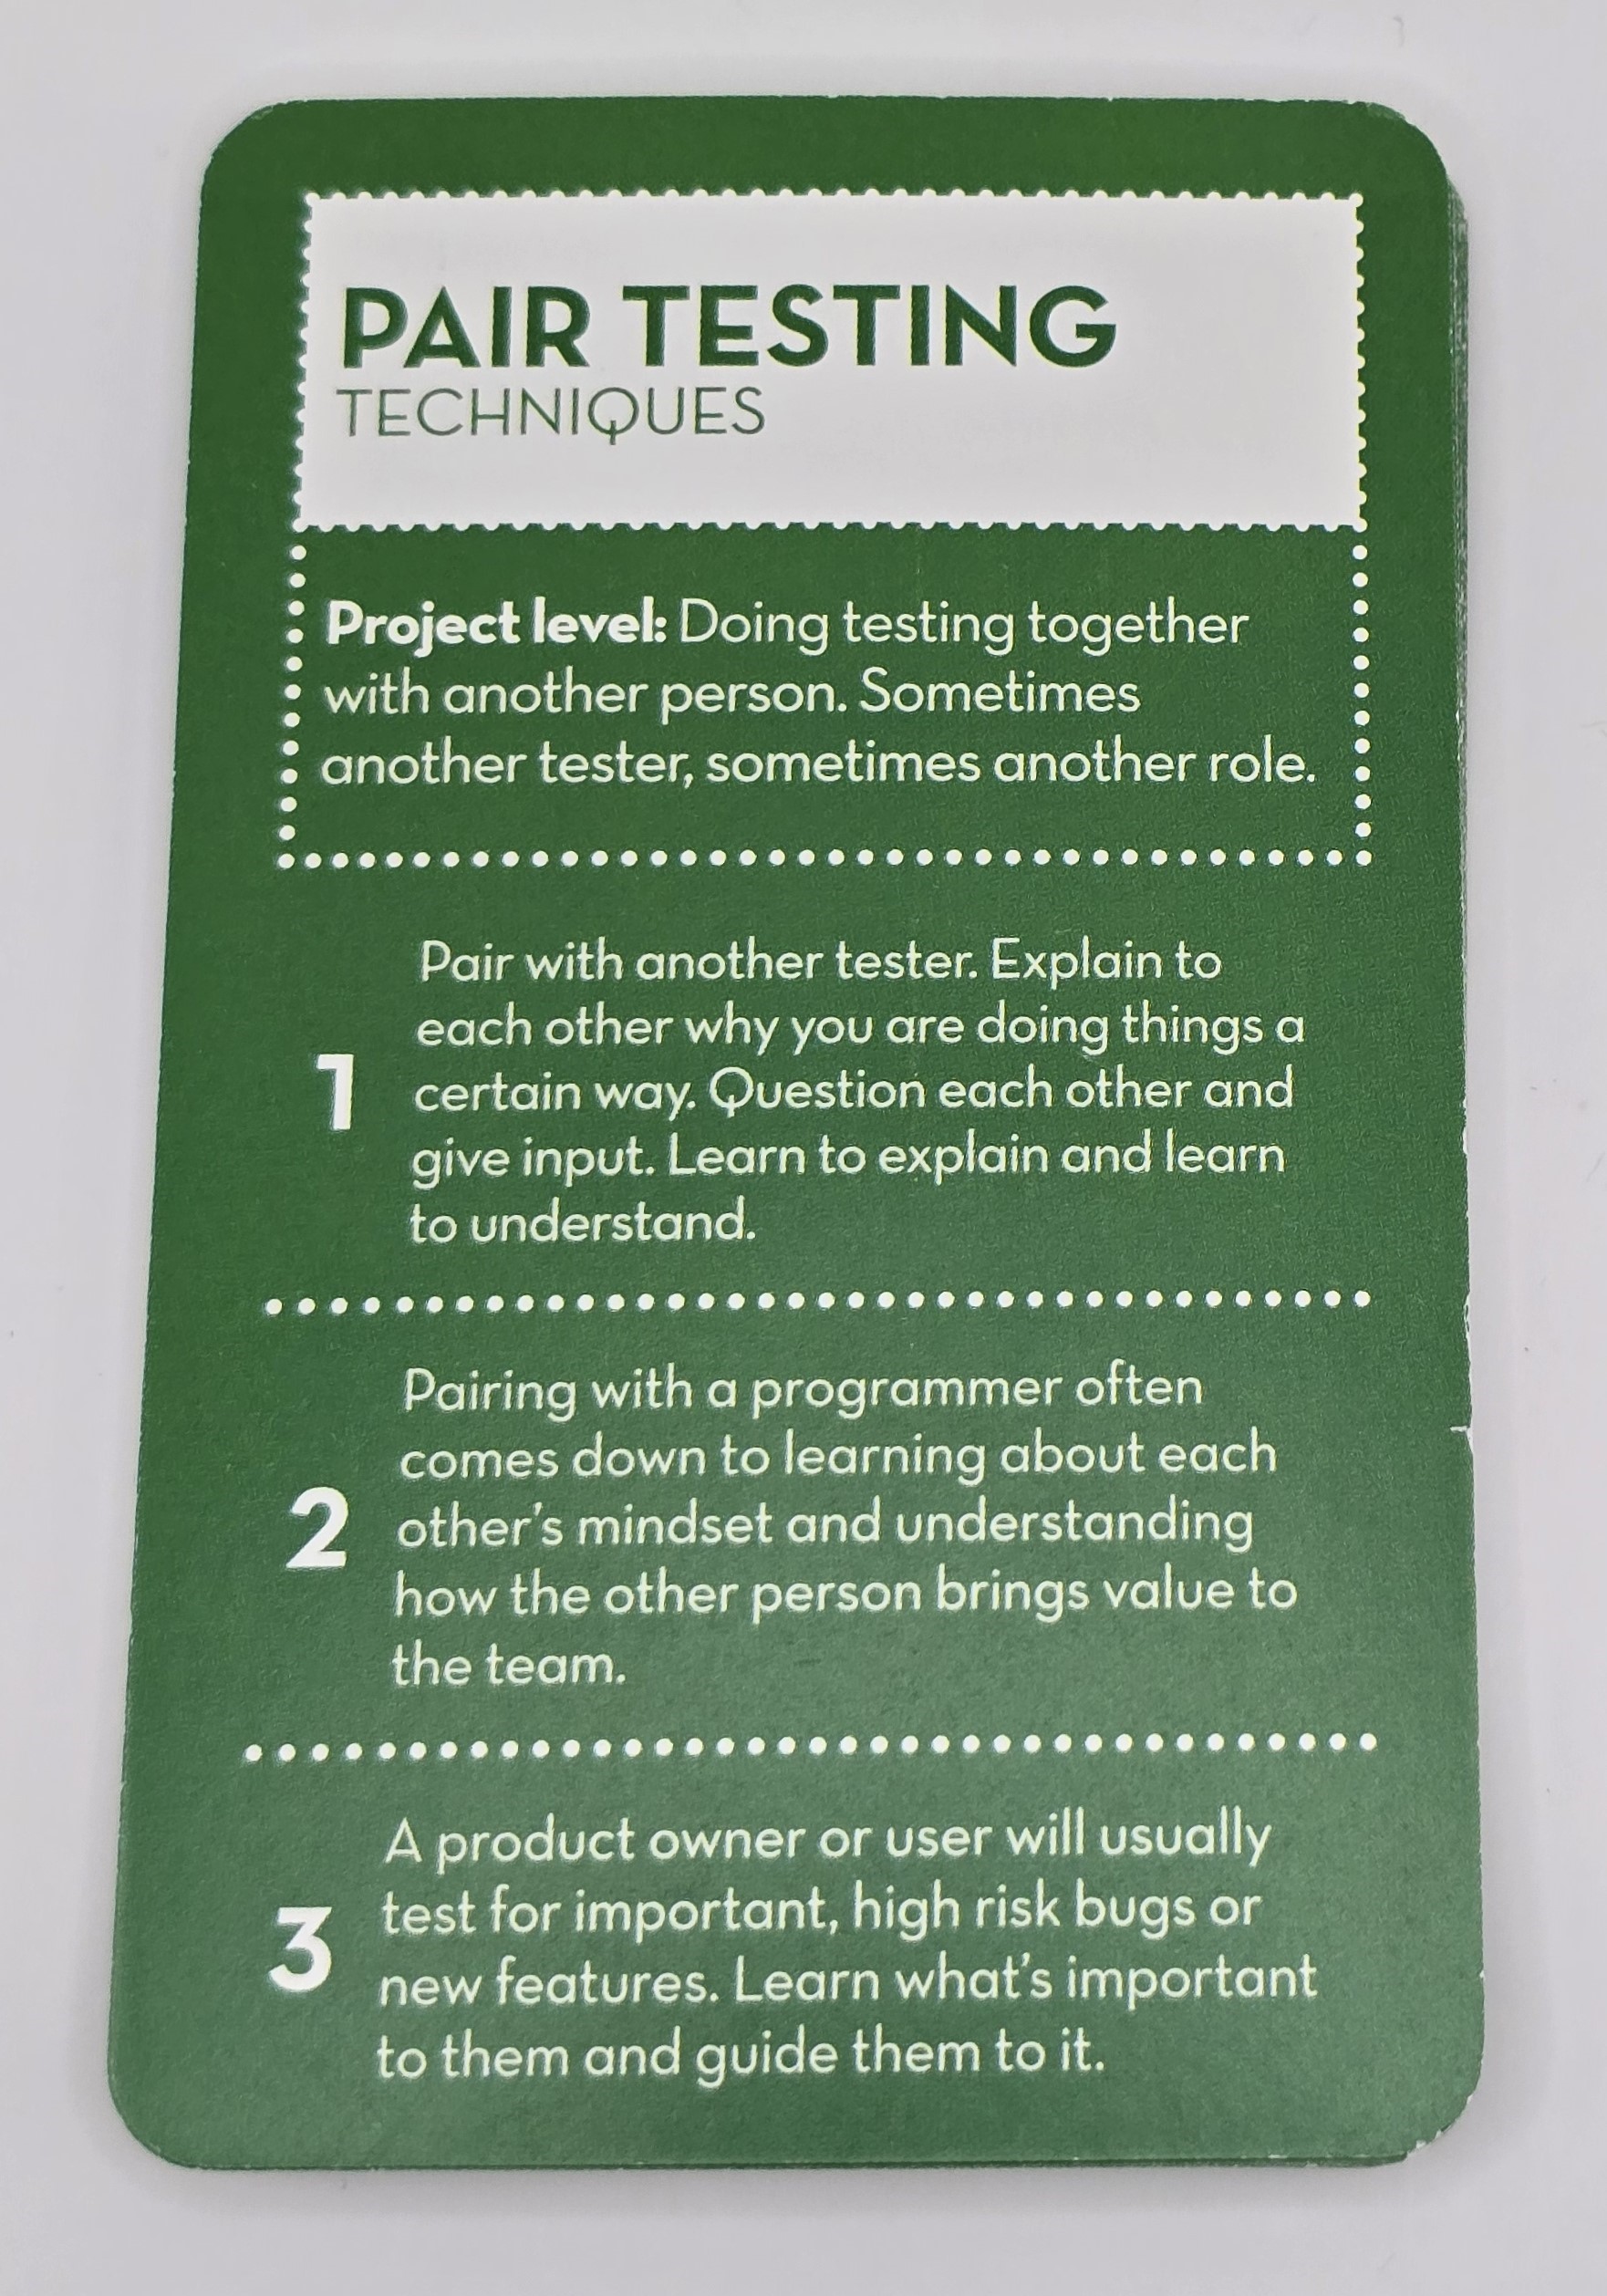 PAIR TESTING
TECHNIQUES
Project level: Doing testing together
with another person. Sometimes
another tester, sometimes another role.
Pair with another tester. Explain to
each other why you are doing things a
1 certain way. Question each other and
give input. Learn to explain and learn
to understand.
Pairing with a programmer often
comes down to learning about each
2 other's mindset and understanding
how the other person brings value to
the team.
A product owner or user will usually
test for important, high risk bugs or
3 new features. Learn what's important
to them and guide them to it.